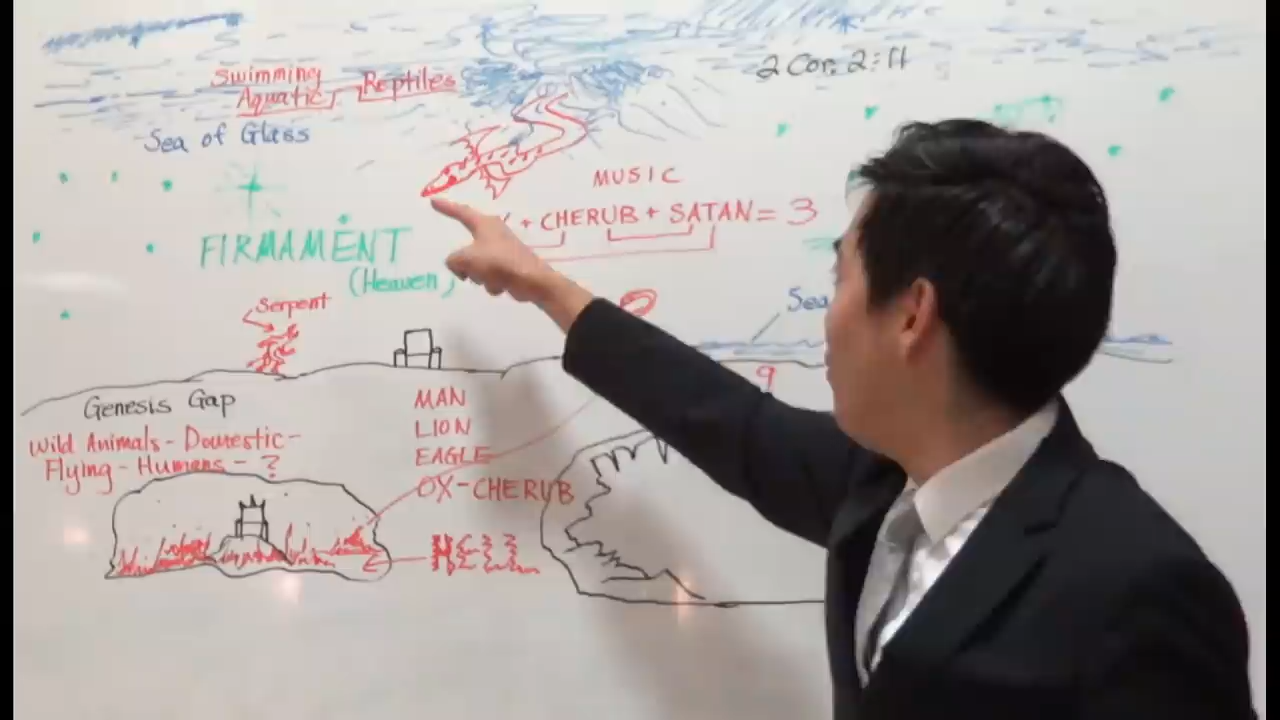 2 Cor. 2:11
Swimming
Aquatic, Reptiles
Sea of Glass
MUSIC
+ CHERUB + SATAN = 3
FIRMAMENT
(Heaven)
Serpent
Sea
9
Genesis Gap
Wild Animals - Domestic -
Flying - Humans - ?
MAN
LION
EAGLE
OX-CHERUB